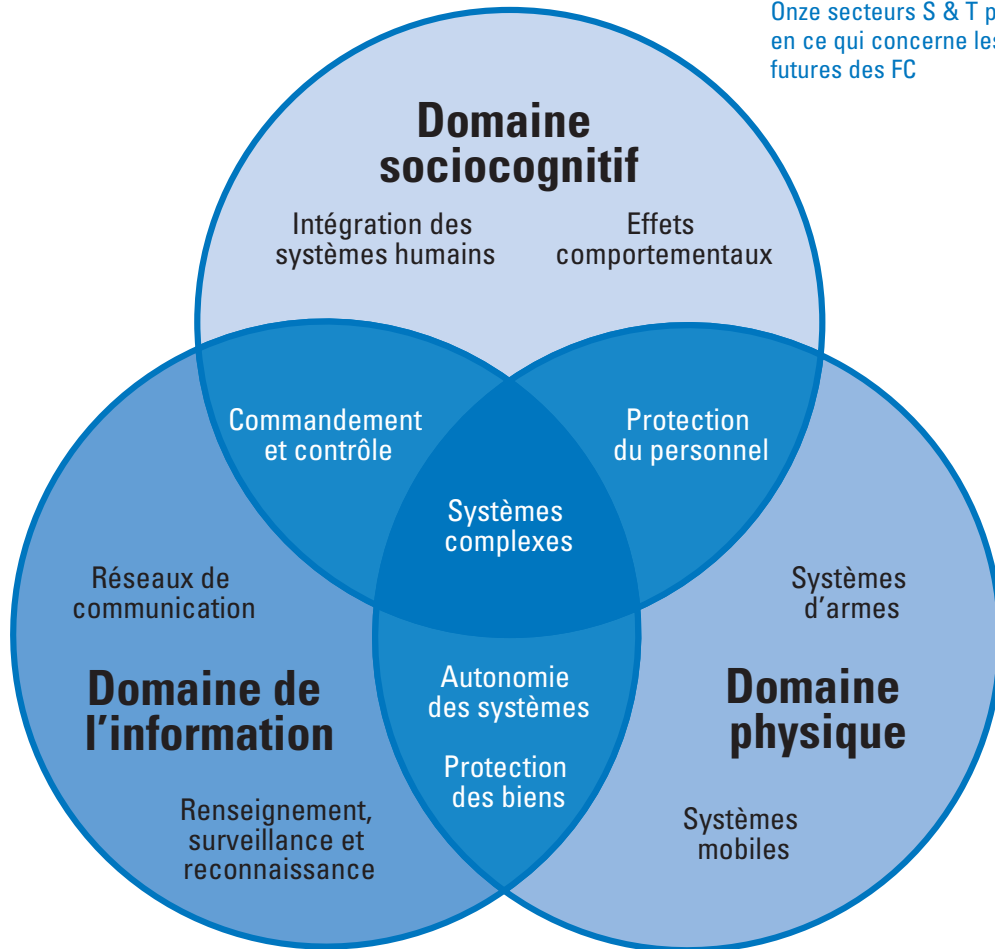 Onze secteurs S & T p
en ce qui concerne les
futures des FC
Domaine
sociocognitif
Intégration des
systèmes humains
Effets
comportementaux
Commandement
et contrôle
Protection
du personnel
Systèmes
complexes
Réseaux de
communication
Systèmes
d'armes
Domaine de
l'information
Autonomie
des systèmes
Domaine
physique
Protection
des biens
Renseignement,
surveillance et
reconnaissance
Systèmes
mobiles